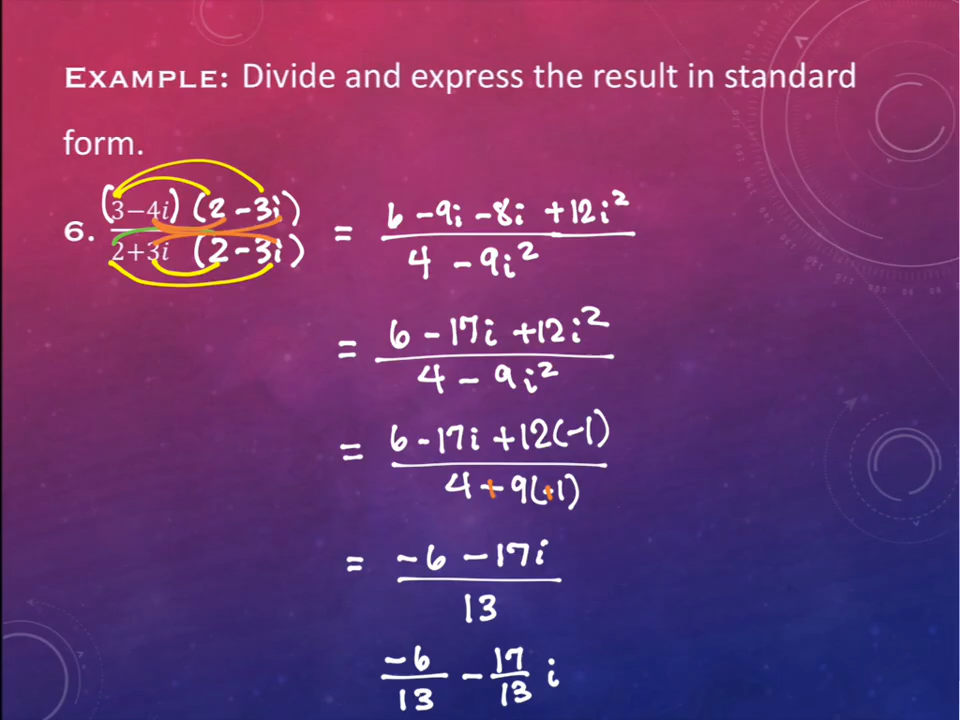 EXAMPLE: Divide and express the result in standard
form.
6. (3−4i)(2−3i) / 2+3i (2−3i) = 6 −9i −8i +12i² / 4 − 9i²
= 6 − 17i +12i² / 4 − 9i²
= 6 −17i +12(−1) / 4 + 9(+1)
= −6 −17i / 13
−6/13 − 17/13 i